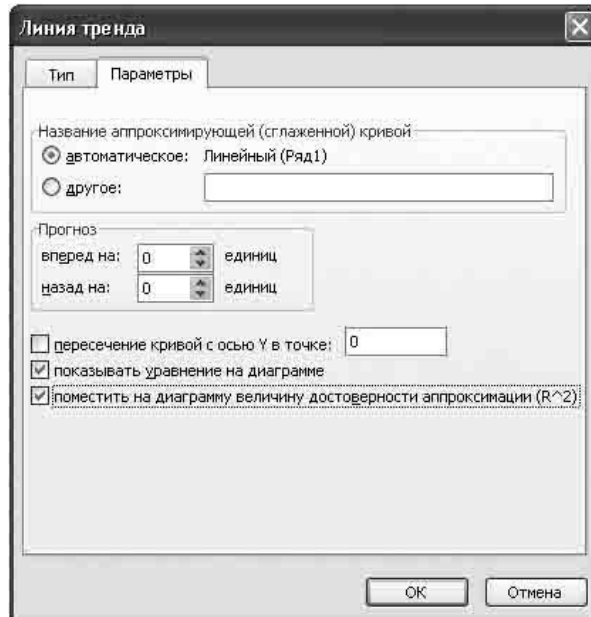 Линия тренда
Тип Параметры
Название аппроксимирующей (сглаженной) кривой
автоматическое: Линейный (Ряд1)
другое:
Прогноз
вперед на: 0 единиц
назад на: 0 единиц
пересечение кривой с осью Y в точке: 0
показывать уравнение на диаграмме
поместить на диаграмму величину достоверности аппроксимации (R^2)
ОК Отмена